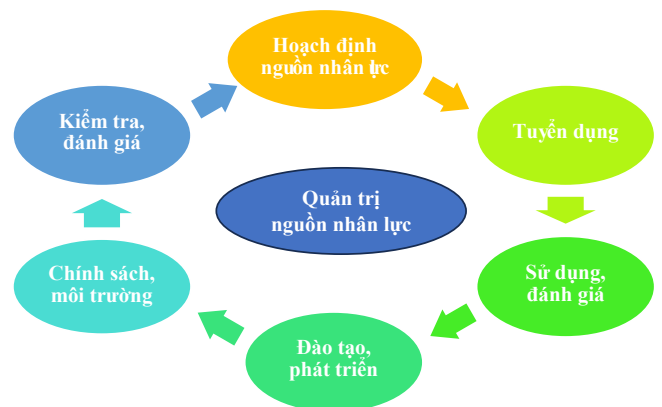 Hoạch định
nguồn nhân lực
Tuyển dụng
Sử dụng,
đánh giá
Đào tạo,
phát triển
Chính sách,
môi trường
Kiểm tra,
đánh giá
Quản trị
nguồn nhân lực